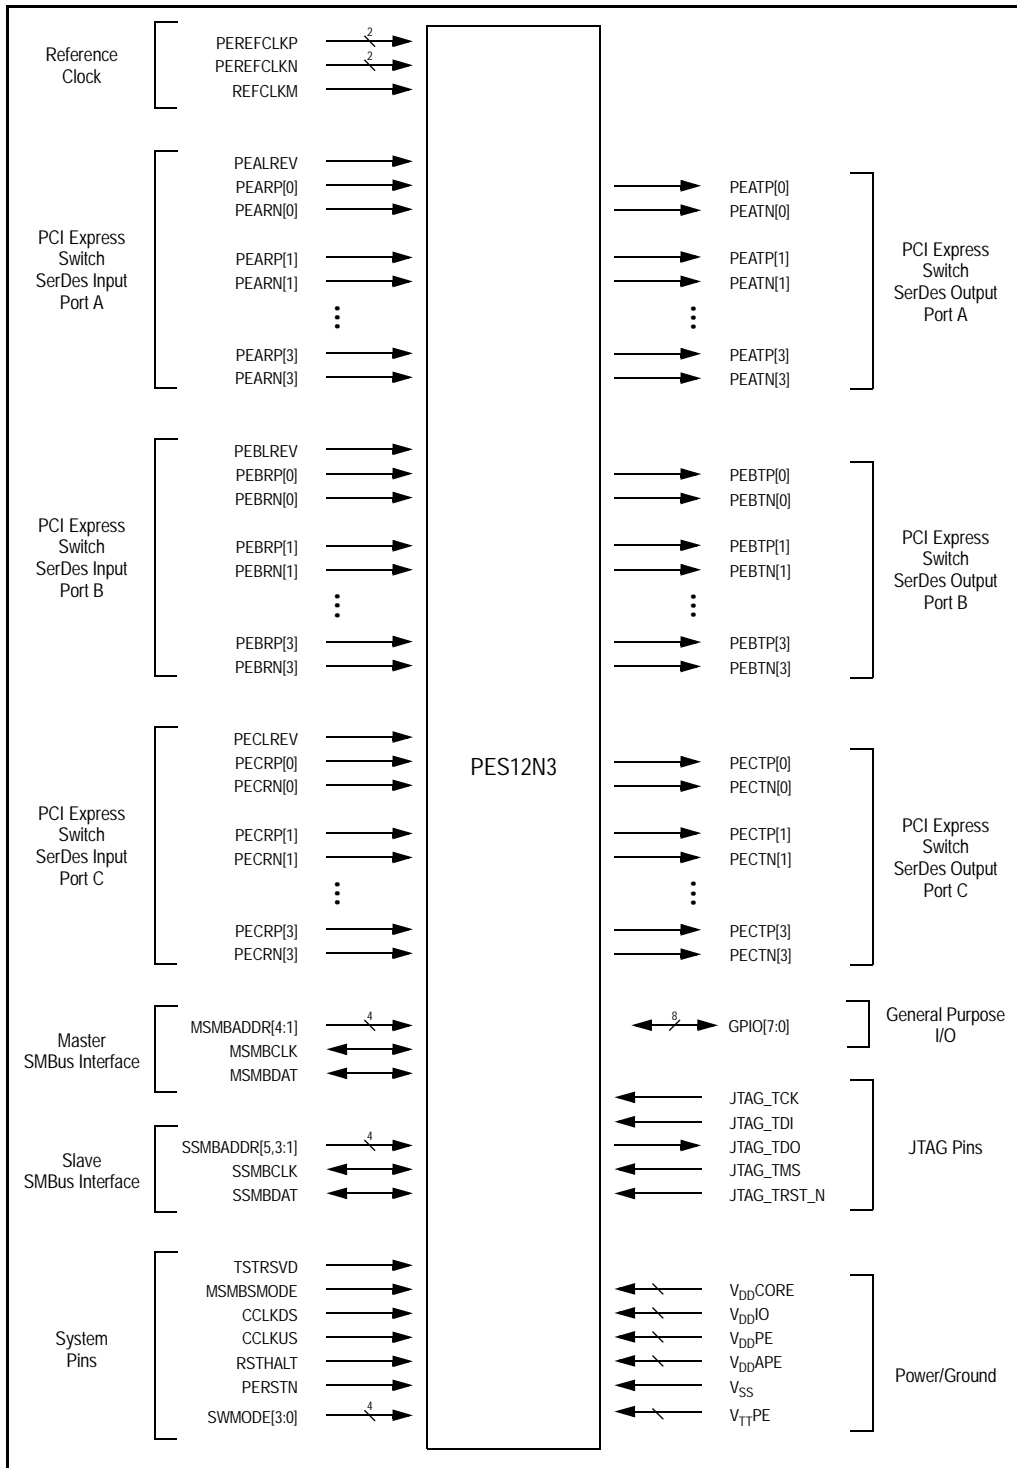 Reference
Clock
PEREFCLKP
2
PEREFCLKN
2
REFCLKM
PCI Express
Switch
SerDes Input
Port A
PEALREV
PEARP[0]
PEARN[0]
PEARP[1]
PEARN[1]
PEARP[3]
PEARN[3]
PCI Express
Switch
SerDes Input
Port B
PEBLREV
PEBRP[0]
PEBRN[0]
PEBRP[1]
PEBRN[1]
PEBRP[3]
PEBRN[3]
PCI Express
Switch
SerDes Input
Port C
PECLREV
PECRP[0]
PECRN[0]
PECRP[1]
PECRN[1]
PECRP[3]
PECRN[3]
Master
SMBus Interface
MSMBADDR[4:1]
4
MSMBCLK
MSMBDAT
Slave
SMBus Interface
SSMBADDR[5,3:1]
4
SSMBCLK
SSMBDAT
System
Pins
TSTRSVD
MSMBSMODE
CCLKDS
CCLKUS
RSTHALT
PERSTN
SWMODE[3:0]
4
PES12N3
PEATP[0]
PEATN[0]
PEATP[1]
PEATN[1]
PEATP[3]
PEATN[3]
PCI Express
Switch
SerDes Output
Port A
PEBTP[0]
PEBTN[0]
PEBTP[1]
PEBTN[1]
PEBTP[3]
PEBTN[3]
PCI Express
Switch
SerDes Output
Port B
PECTP[0]
PECTN[0]
PECTP[1]
PECTN[1]
PECTP[3]
PECTN[3]
PCI Express
Switch
SerDes Output
Port C
8
GPIO[7:0]
General Purpose
I/O
JTAG_TCK
JTAG_TDI
JTAG_TDO
JTAG_TMS
JTAG_TRST_N
JTAG Pins
VDDCORE
VDDIO
VDDPE
VDDAPE
VSS
VTTPE
Power/Ground